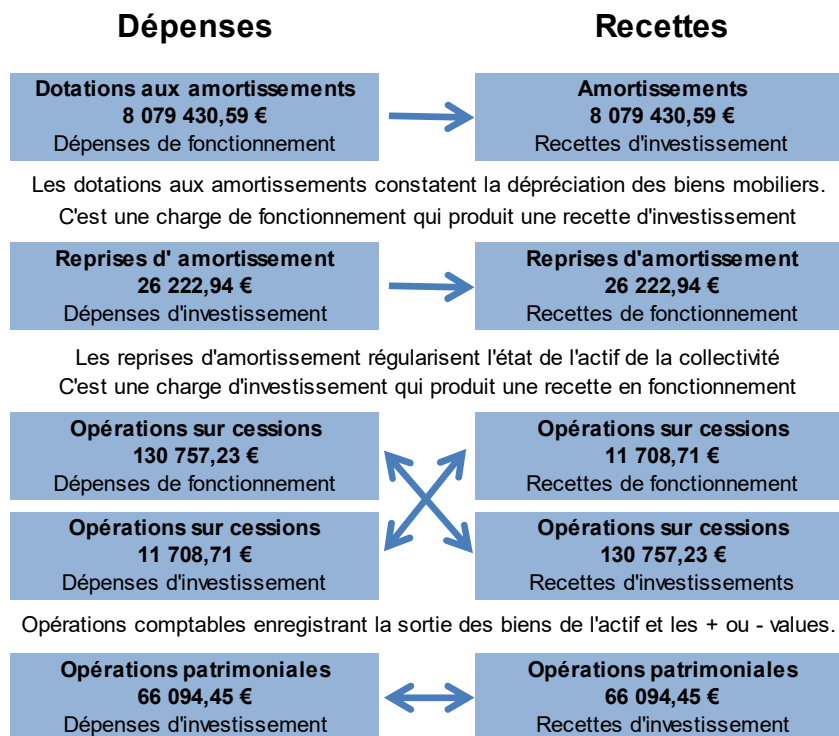 Dépenses
Recettes
Dotations aux amortissements
8 079 430,59 €
Dépenses de fonctionnement
Amortissements
8 079 430,59 €
Recettes d'investissement
Les dotations aux amortissements constatent la dépréciation des biens mobiliers.
C'est une charge de fonctionnement qui produit une recette d'investissement
Reprises d' amortissement
26 222,94 €
Dépenses d'investissement
Reprises d'amortissement
26 222,94 €
Recettes de fonctionnement
Les reprises d'amortissement régularisent l'état de l'actif de la collectivité
C'est une charge d'investissement qui produit une recette en fonctionnement
Opérations sur cessions
130 757,23 €
Dépenses de fonctionnement
Opérations sur cessions
11 708,71 €
Recettes de fonctionnement
Opérations sur cessions
11 708,71 €
Dépenses d'investissement
Opérations sur cessions
130 757,23 €
Recettes d'investissements
Opérations comptables enregistrant la sortie des biens de l'actif et les + ou - values.
Opérations patrimoniales
66 094,45 €
Dépenses d'investissement
Opérations patrimoniales
66 094,45 €
Recettes d'investissement